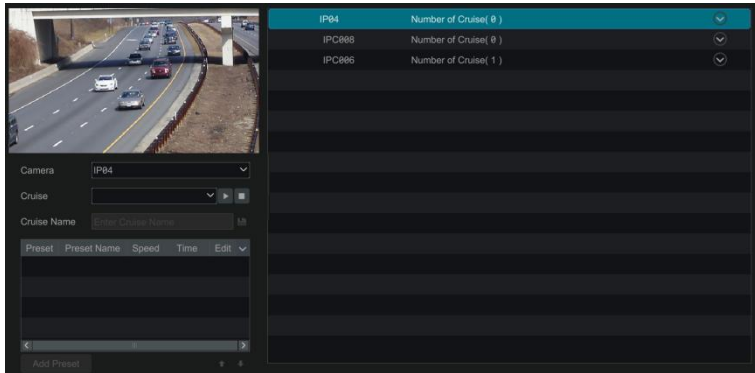 IP04 Number of Cruise( 0 )
IPC008 Number of Cruise( 0 )
IPC006 Number of Cruise( 1 )
Camera IP04
Cruise
Cruise Name Enter Cruise Name
Preset Preset Name Speed Time Edit
Add Preset